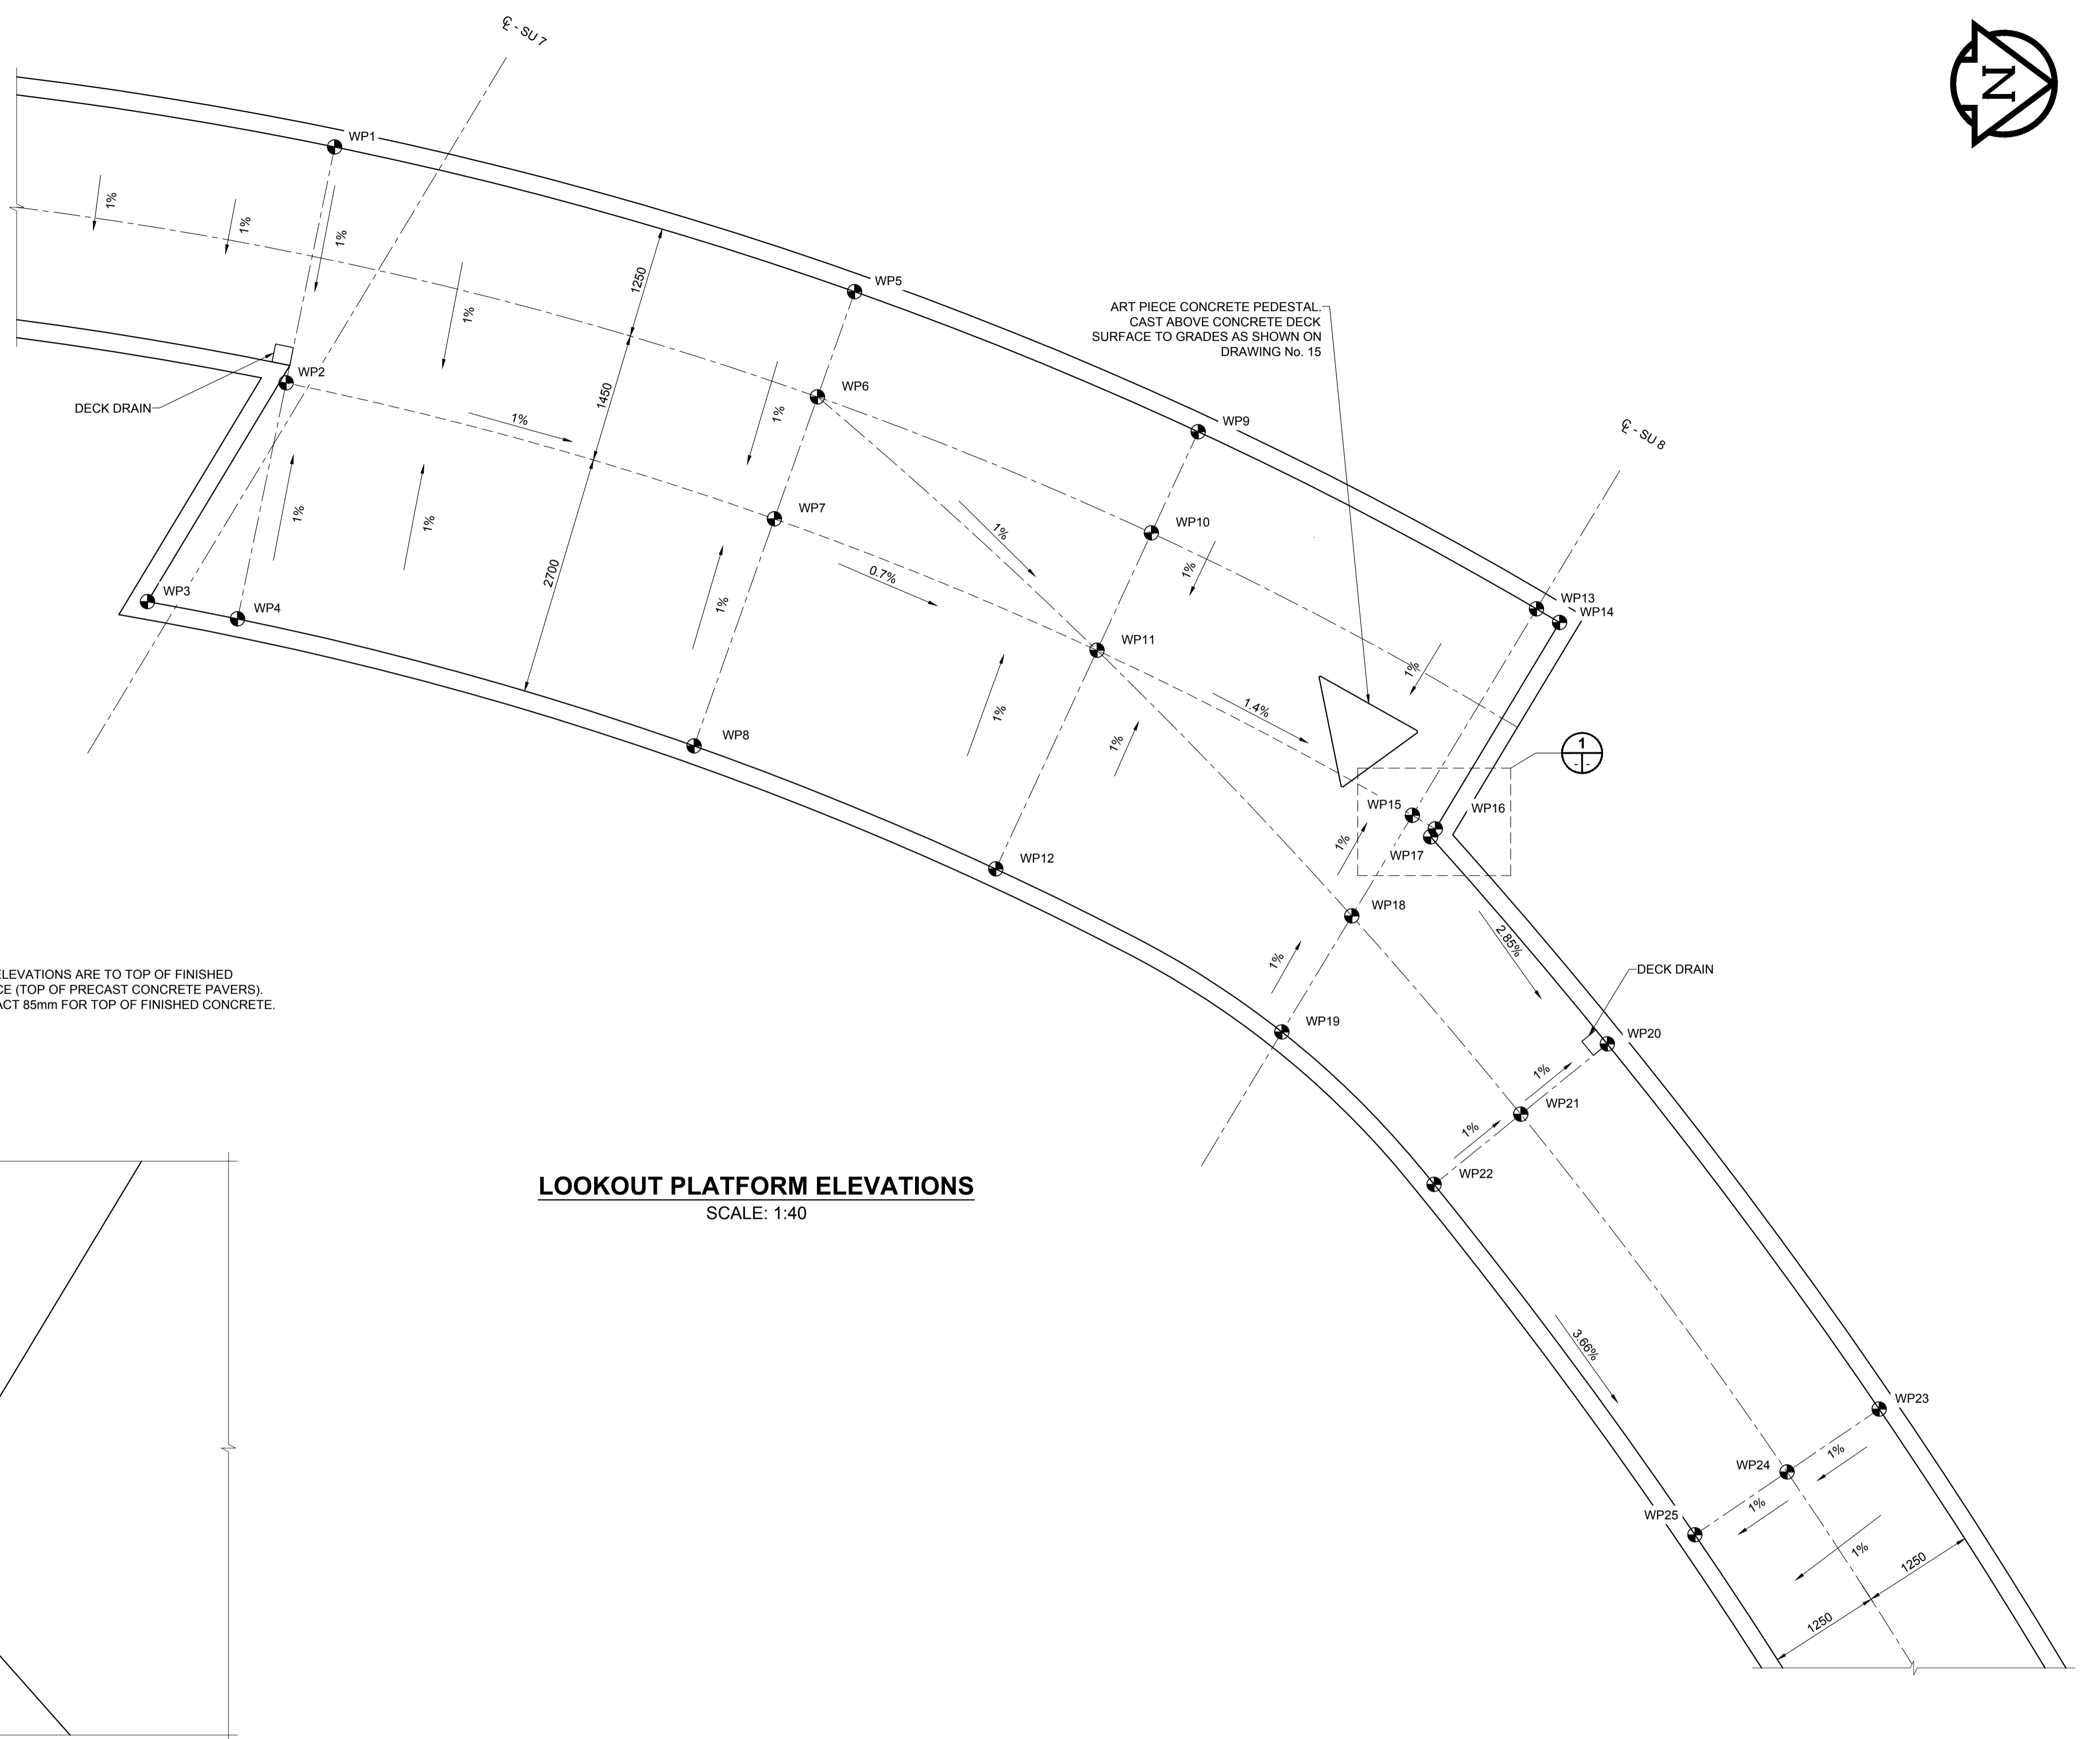 ℄ - SU 7
N
WP1
1%
1%
1%
1%
1250
WP5
ART PIECE CONCRETE PEDESTAL.
CAST ABOVE CONCRETE DECK
SURFACE TO GRADES AS SHOWN ON
DRAWING No. 15
WP2
DECK DRAIN
1%
1450
WP6
1%
WP9
℄ - SU 8
1%
1%
2700
WP7
1%
WP10
0.7%
1%
WP3
WP4
1%
WP11
WP13
WP14
1%
WP8
1%
1%
1.4%
1
- -
WP15
WP16
1%
WP17
WP12
WP18
2.85%
1%
DECK DRAIN
ELEVATIONS ARE TO TOP OF FINISHED
CE (TOP OF PRECAST CONCRETE PAVERS).
ACT 85mm FOR TOP OF FINISHED CONCRETE.
WP19
WP20
1%
WP21
1%
WP22
LOOKOUT PLATFORM ELEVATIONS
SCALE: 1:40
3.66%
WP23
1%
WP24
1%
WP25
1%
1250
1250